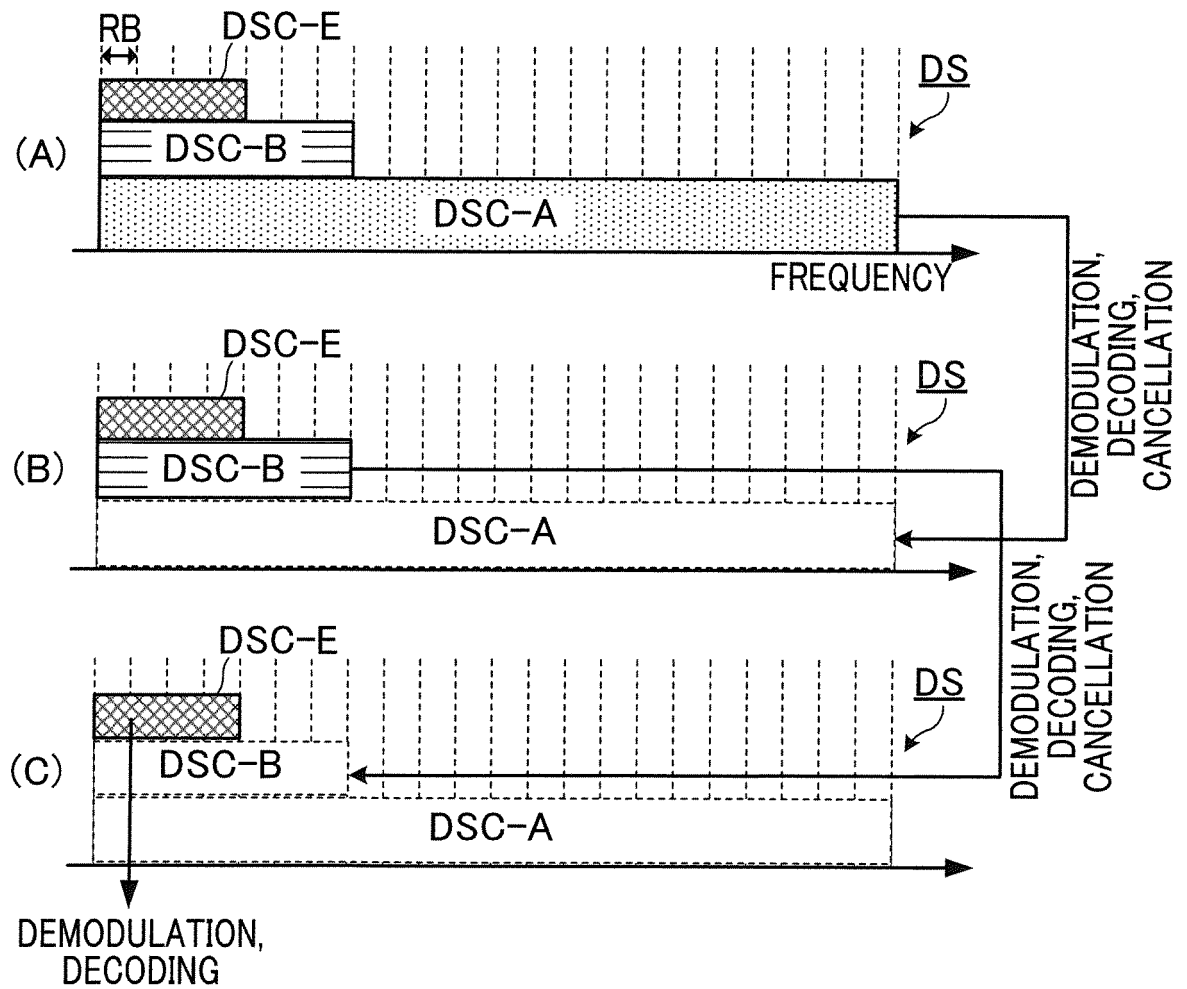 RB
DSC-E
DS
(A)
DSC-B
DSC-A
FREQUENCY
DEMODULATION,
DECODING,
CANCELLATION
DSC-E
DS
(B)
DSC-B
DSC-A
DEMODULATION,
DECODING,
CANCELLATION
DSC-E
DS
(C)
DSC-B
DSC-A
DEMODULATION,
DECODING